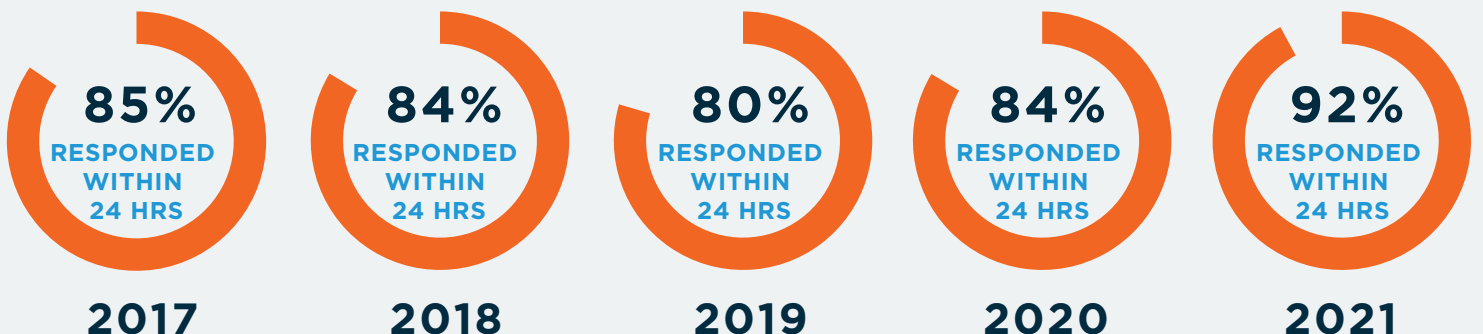 85%
RESPONDED
WITHIN
24 HRS
2017
84%
RESPONDED
WITHIN
24 HRS
2018
80%
RESPONDED
WITHIN
24 HRS
2019
84%
RESPONDED
WITHIN
24 HRS
2020
92%
RESPONDED
WITHIN
24 HRS
2021